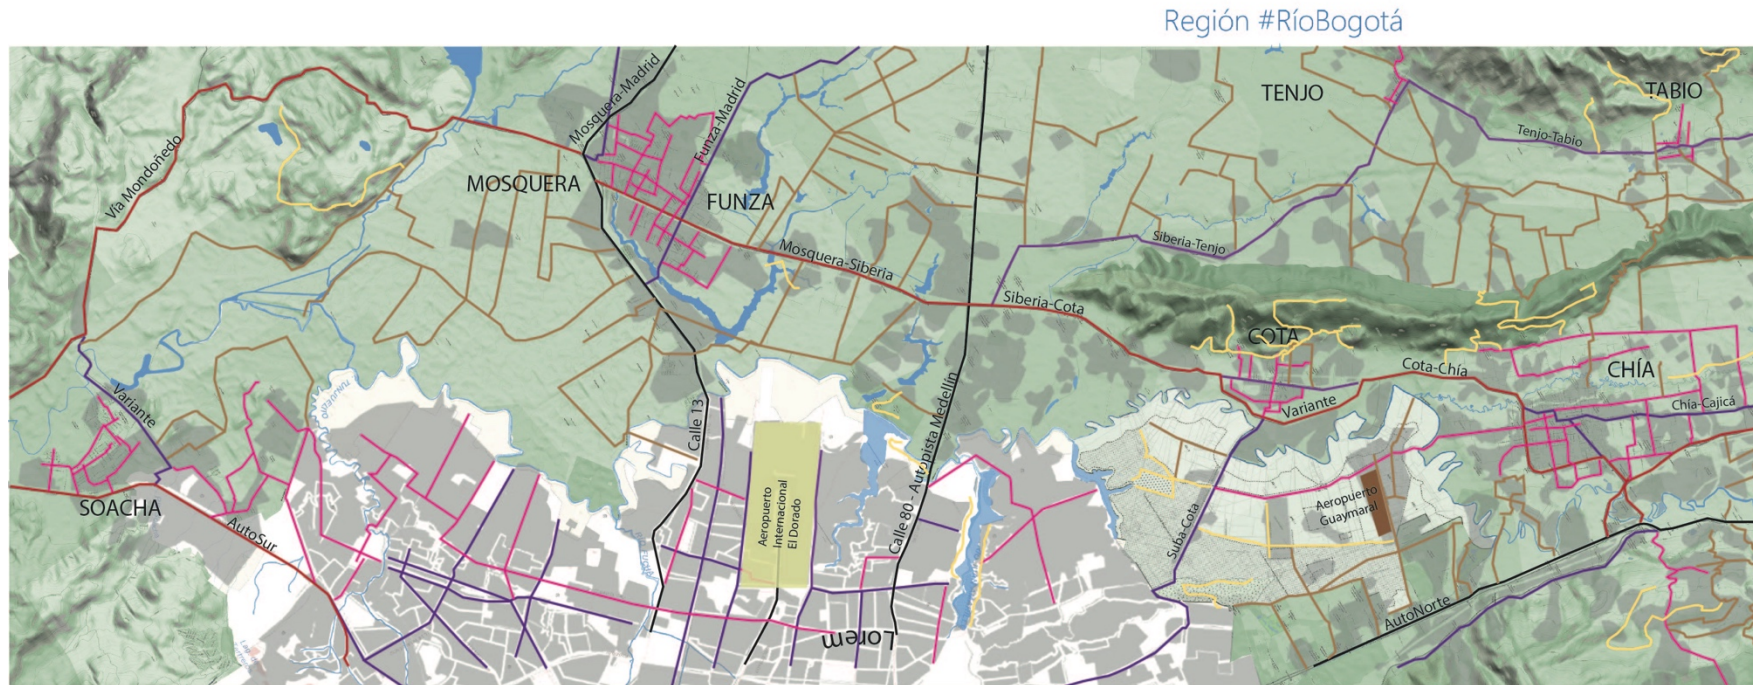 Región #RíoBogotá
TENJO
TABIO
Mosquera-Madrid
Funza-Madrid
Tenjo-Tabio
Vía Mondoñedo
MOSQUERA
FUNZA
Siberia-Tenjo
Mosquera-Siberia
Siberia-Cota
COTA
Cota-Chía
CHÍA
Variante
Variante
Chía-Cajicá
Calle 13
Calle 80 - Autopista Medellín
SOACHA
AutoSur
Aeropuerto
Internacional
El Dorado
Aeropuerto
Guaymaral
Suba-Cota
AutoNorte
Lorem